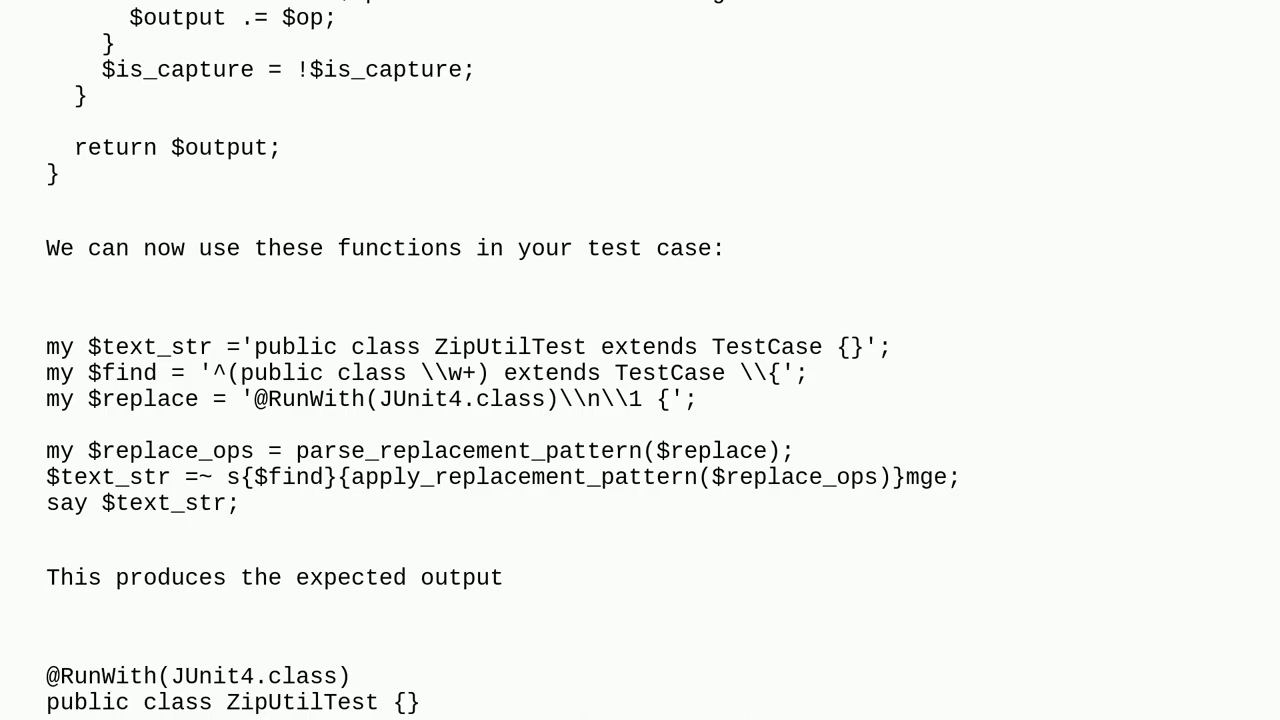 $output .= $op;
}
$is_capture = !$is_capture;
}
return $output;
}
We can now use these functions in your test case:
my $text_str ='public class ZipUtilTest extends TestCase {}';
my $find = '^(public class \\w+) extends TestCase \\{';
my $replace = '@RunWith(JUnit4.class)\\n\\1 {';
my $replace_ops = parse_replacement_pattern($replace);
$text_str =~ s{$find}{apply_replacement_pattern($replace_ops)}mge;
say $text_str;
This produces the expected output
@RunWith(JUnit4.class)
public class ZipUtilTest {}